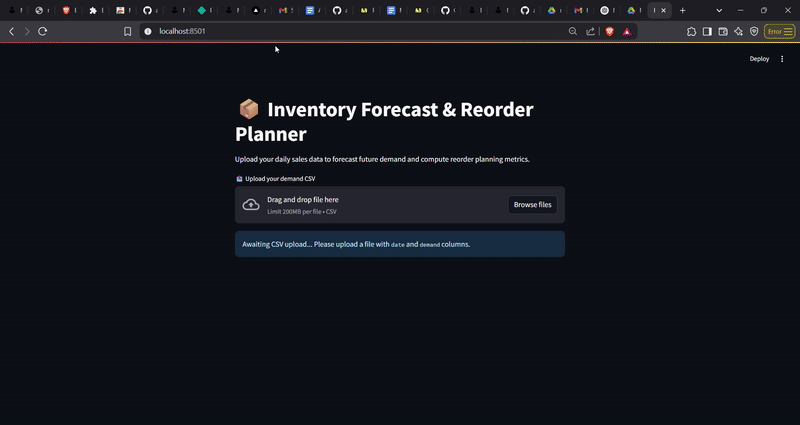 localhost:8501
Error
Deploy
Inventory Forecast & Reorder
Planner
Upload your daily sales data to forecast future demand and compute reorder planning metrics.
Upload your demand CSV
Drag and drop file here
Limit 200MB per file • CSV
Browse files
Awaiting CSV upload... Please upload a file with date and demand columns.